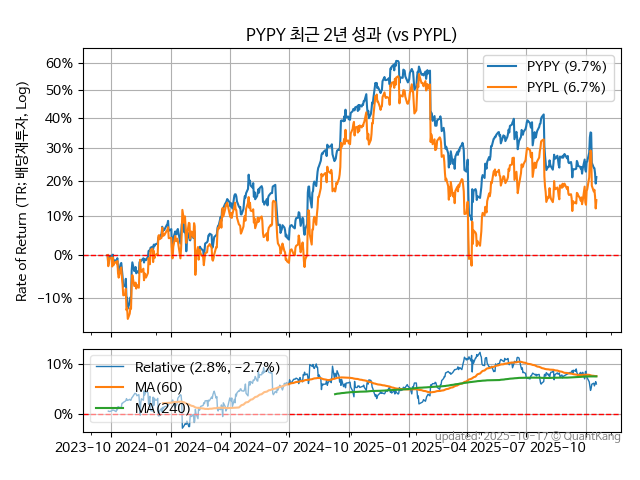 PYPY 최근 2년 성과 (vs PYPL)
Rate of Return (TR: 배당재투자, Log)
60%
50%
40%
30%
20%
10%
0%
-10%
PYPY (9.7%)
PYPL (6.7%)
10%
0%
Relative (2.8%, -2.7%)
MA(60)
MA(240)
2023-10 2024-01 2024-04 2024-07 2024-10 2025-01 2025-04 2025-07 2025-10
updated: 2025-10-17 © QuantKang